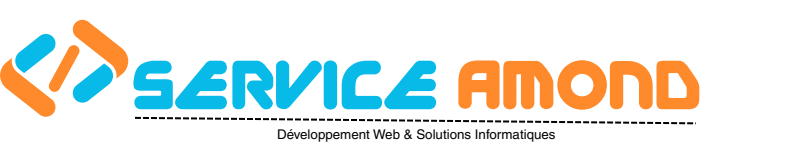 SERVICE AMOND
Développement Web & Solutions Informatiques